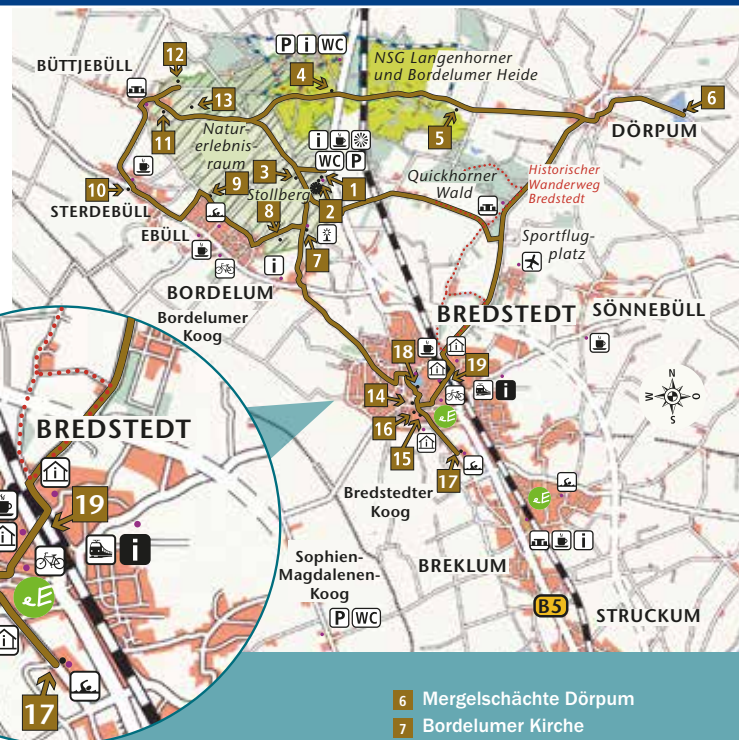 12
P i WC
BÜTTJEBÜLL
4
NSG Langenhorner
und Bordelumer Heide
13
6
11
Natur-
erlebnis-
raum
5
DÖRPUM
i
WC P
3
1
10
9
Stollberg
2
Quickhorner
Wald
Historischer
Wanderweg
Bredstedt
STERDEBÜLL
8
EBÜLL
7
i
Sportflug-
platz
BORDELUM
Bordelumer
Koog
BREDSTEDT
SÖNNEBÜLL
18
i
19
i
i
14
eE
16
15
i
17
N
W O
S
Bredstedter
Koog
eE
i
Sophien-
Magdalenen-
Koog
P WC
BREKLUM
B5
STRUCKUM
BREDSTEDT
i
19
i
i
eE
i
17
6 Mergelschächte Dörpum
7 Bordelumer Kirche